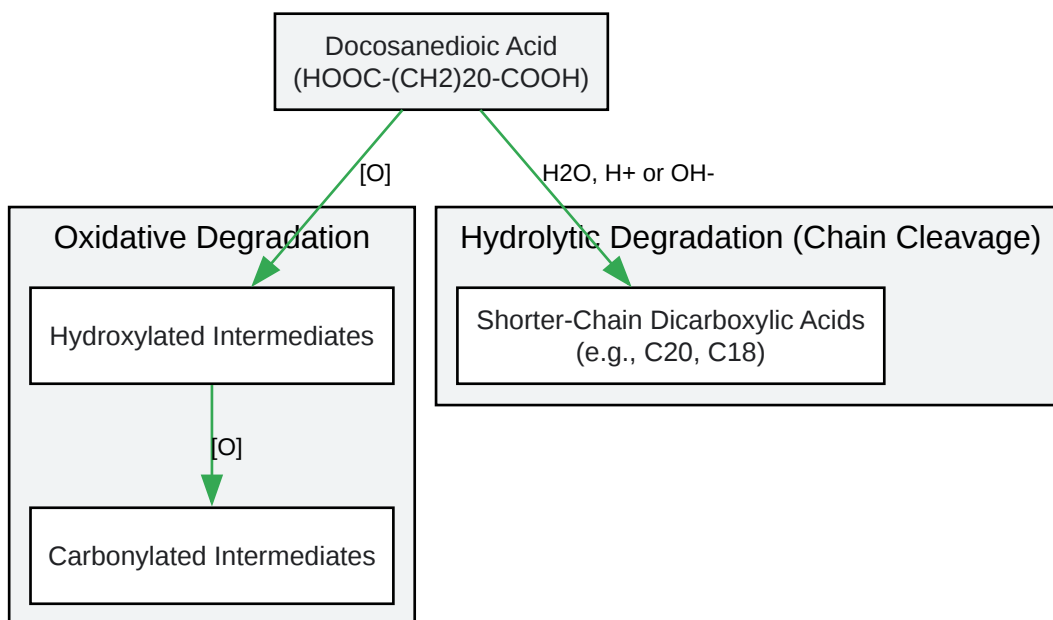 Docosanedioic Acid
(HOOC-(CH2)20-COOH)
[O]
H2O, H+ or OH-
Oxidative Degradation
Hydrolytic Degradation (Chain Cleavage)
Hydroxylated Intermediates
Shorter-Chain Dicarboxylic Acids
(e.g., C20, C18)
[O]
Carbonylated Intermediates